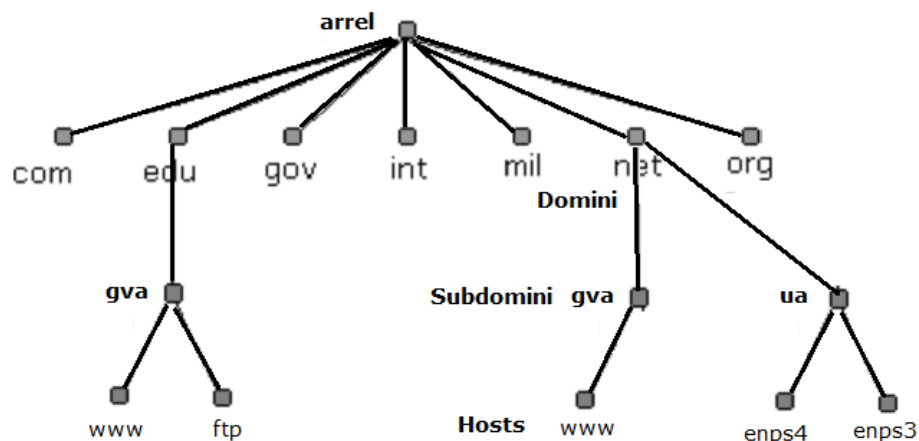 arrel
com edu gov int mil net org
Domini
gva Subdomini gva ua
www ftp Hosts www enps4 enps3